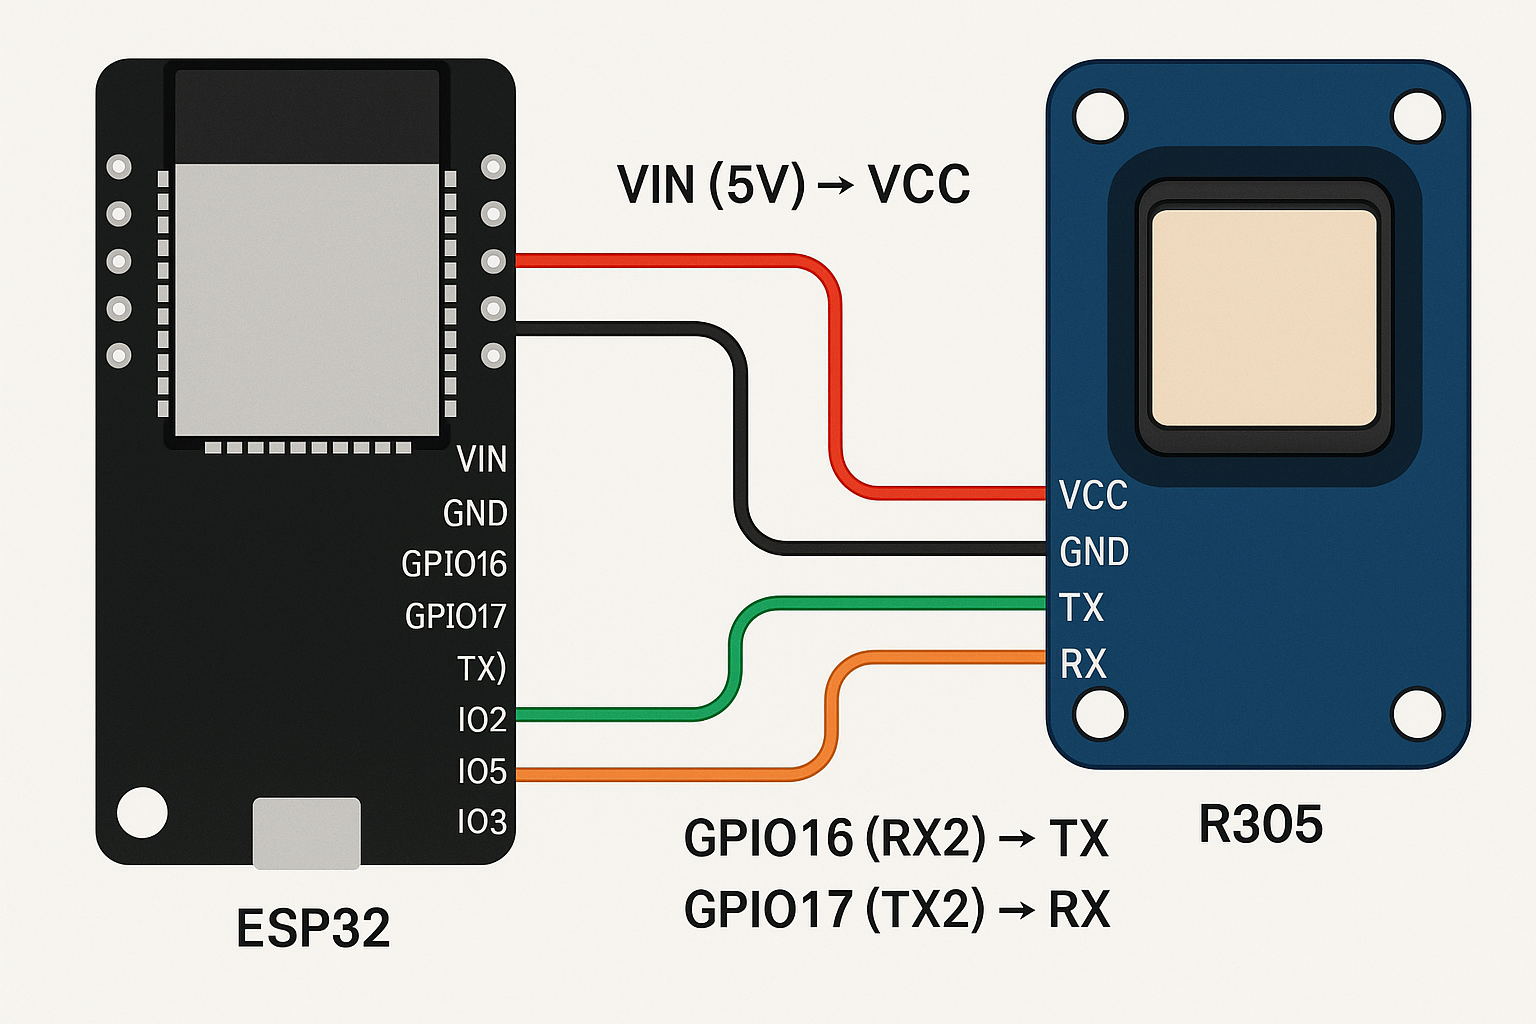 VIN (5V) → VCC
VIN
GND
GPIO16
GPIO17
TX)
IO2
IO5
IO3
ESP32
VCC
GND
TX
RX
R305
GPIO16 (RX2) → TX
GPIO17 (TX2) → RX